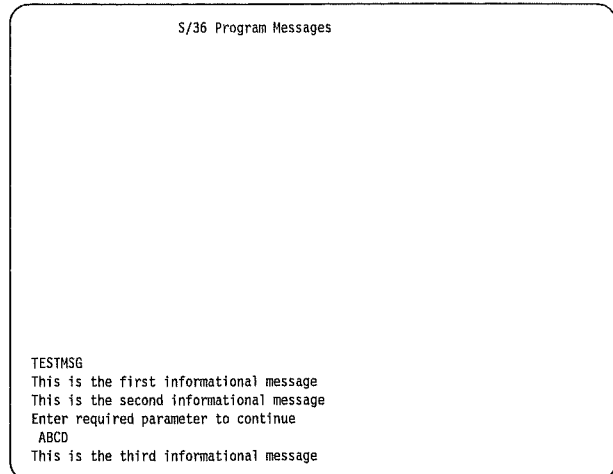 S/36 Program Messages
TESTMSG
This is the first informational message
This is the second informational message
Enter required parameter to continue
ABCD
This is the third informational message